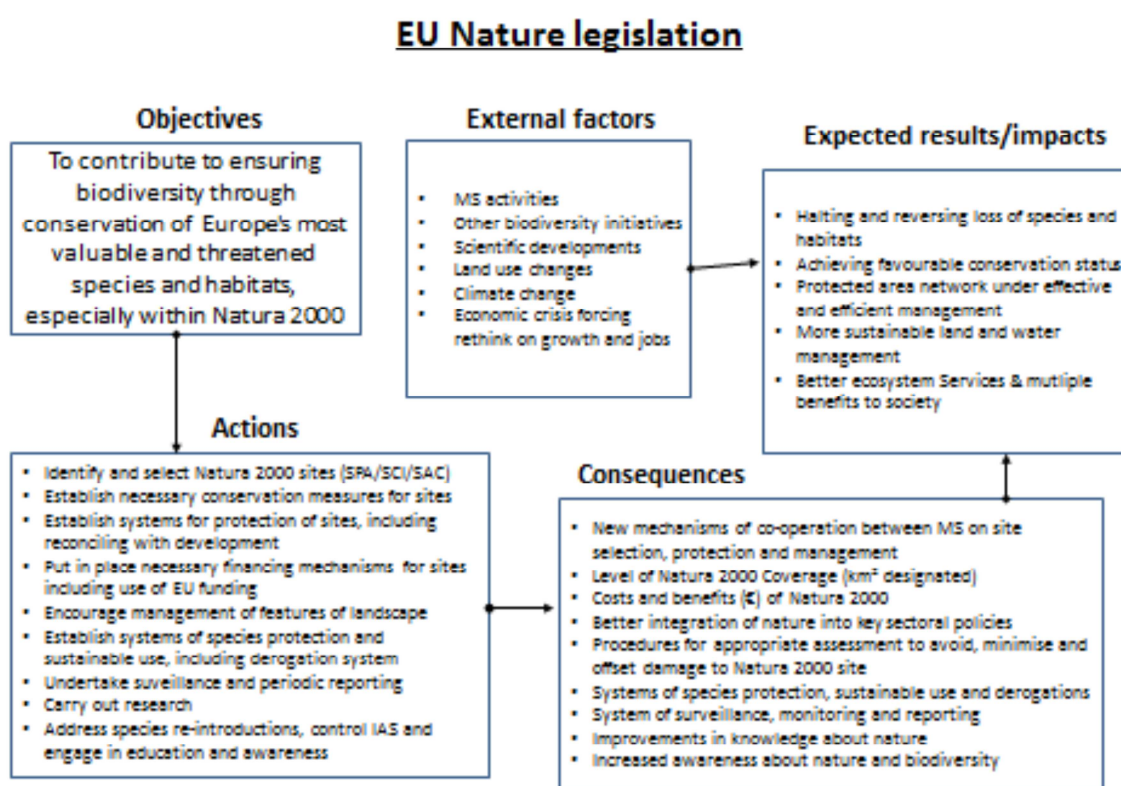 EU Nature legislation
Objectives
To contribute to ensuring
biodiversity through
conservation of Europe's most
valuable and threatened
species and habitats,
especially within Natura 2000
External factors
• MS activities
• Other biodiversity initiatives
• Scientific developments
• Land use changes
• Climate change
• Economic crisis forcing
rethink on growth and jobs
Expected results/impacts
• Halting and reversing loss of species and
habitats
• Achieving favourable conservation status
• Protected area network under effective
and efficient management
• More sustainable land and water
management
• Better ecosystem Services & mutliple
benefits to society
Actions
• Identify and select Natura 2000 sites (SPA/SCI/SAC)
• Establish necessary conservation measures for sites
• Establish systems for protection of sites, including
reconciling with development
• Put in place necessary financing mechanisms for sites
including use of EU funding
• Encourage management of features of landscape
• Establish systems of species protection and
sustainable use, including derogation system
• Undertake suveillance and periodic reporting
• Carry out research
• Address species re-introductions, control IAS and
engage in education and awareness
Consequences
• New mechanisms of co-operation between MS on site
selection, protection and management
• Level of Natura 2000 Coverage (km² designated)
• Costs and benefits (€) of Natura 2000
• Better integration of nature into key sectoral policies
• Procedures for appropriate assessment to avoid, minimise and
offset damage to Natura 2000 site
• Systems of species protection, sustainable use and derogations
• System of surveillance, monitoring and reporting
• Improvements in knowledge about nature
• Increased awareness about nature and biodiversity